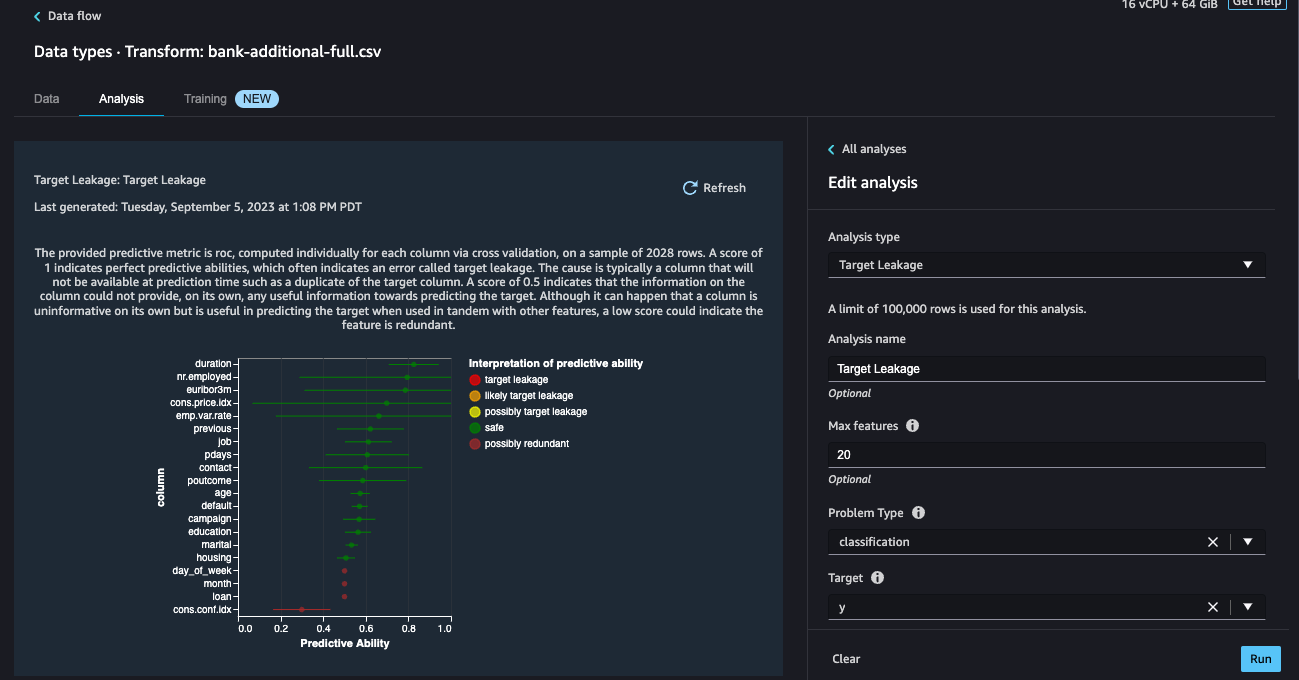 Data flow
16 vCPU + 64 GiB
Get help
Data types · Transform: bank-additional-full.csv
Data
Analysis
Training
NEW
Target Leakage: Target Leakage
Refresh
Last generated: Tuesday, September 5, 2023 at 1:08 PM PDT
The provided predictive metric is roc, computed individually for each column via cross validation, on a sample of 2028 rows. A score of
1 indicates perfect predictive abilities, which often indicates an error called target leakage. The cause is typically a column that will
not be available at prediction time such as a duplicate of the target column. A score of 0.5 indicates that the information on the
column could not provide, on its own, any useful information towards predicting the target. Although it can happen that a column is
uninformative on its own but is useful in predicting the target when used in tandem with other features, a low score could indicate the
feature is redundant.
column
duration
nr.employed
euribor3m
cons.price.idx
emp.var.rate
previous
job
pdays
contact
poutcome
age
default
campaign
education
marital
housing
day_of_week
month
loan
cons.conf.idx
0.0 0.2 0.4 0.6 0.8 1.0
Predictive Ability
Interpretation of predictive ability
target leakage
likely target leakage
possibly target leakage
safe
possibly redundant
All analyses
Edit analysis
Analysis type
Target Leakage
A limit of 100,000 rows is used for this analysis.
Analysis name
Target Leakage
Optional
Max features
20
Optional
Problem Type
classification
Target
y
Clear
Run